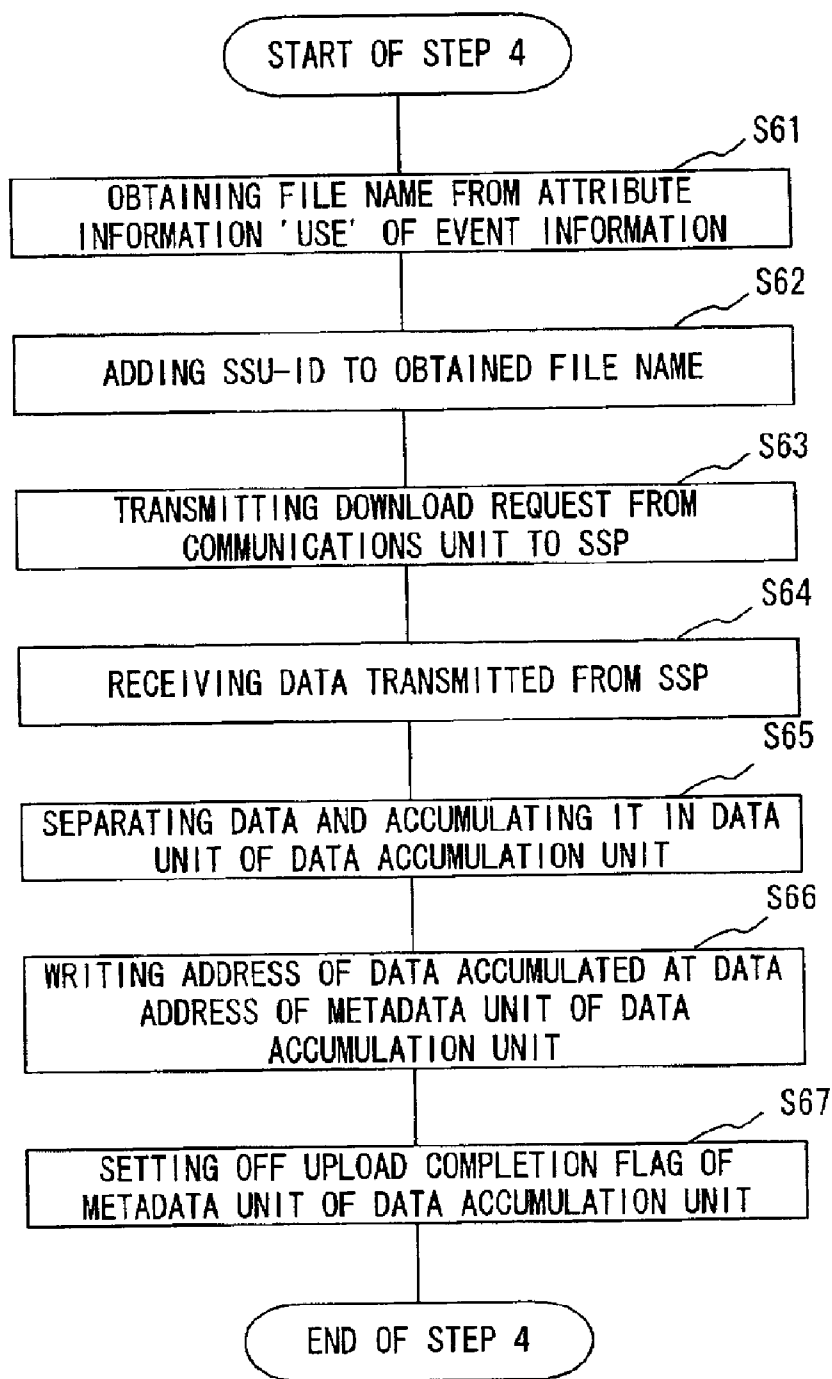 START OF STEP 4
S61
OBTAINING FILE NAME FROM ATTRIBUTE
INFORMATION 'USE' OF EVENT INFORMATION
S62
ADDING SSU-ID TO OBTAINED FILE NAME
S63
TRANSMITTING DOWNLOAD REQUEST FROM
COMMUNICATIONS UNIT TO SSP
S64
RECEIVING DATA TRANSMITTED FROM SSP
S65
SEPARATING DATA AND ACCUMULATING IT IN DATA
UNIT OF DATA ACCUMULATION UNIT
S66
WRITING ADDRESS OF DATA ACCUMULATED AT DATA
ADDRESS OF METADATA UNIT OF DATA
ACCUMULATION UNIT
S67
SETTING OFF UPLOAD COMPLETION FLAG OF
METADATA UNIT OF DATA ACCUMULATION UNIT
END OF STEP 4